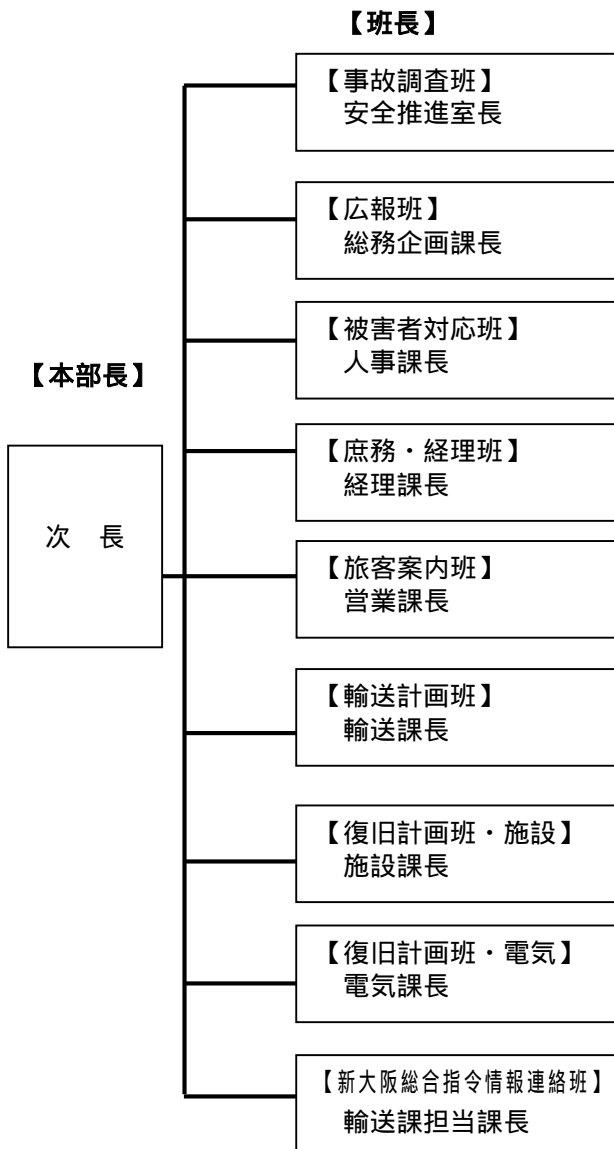 【班長】
【事故調査班】
安全推進室長
【広報班】
総務企画課長
【被害者対応班】
人事課長
【本部長】
次　長
【庶務・経理班】
経理課長
【旅客案内班】
営業課長
【輸送計画班】
輸送課長
【復旧計画班・施設】
施設課長
【復旧計画班・電気】
電気課長
【新大阪総合指令情報連絡班】
輸送課担当課長